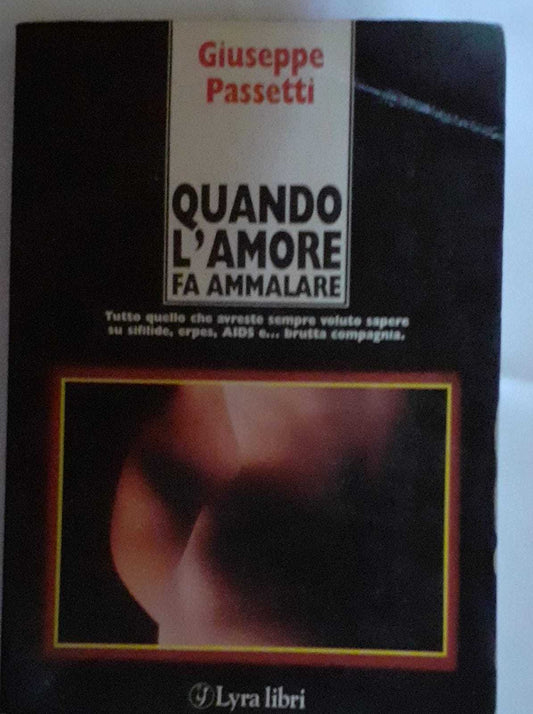 Giuseppe
Passetti
QUANDO
L'AMORE
FA AMMALARE
Tutto quello che avreste sempre voluto sapere
su sifilide, erpes, AIDS e... brutta compagnia.
Lyra libri